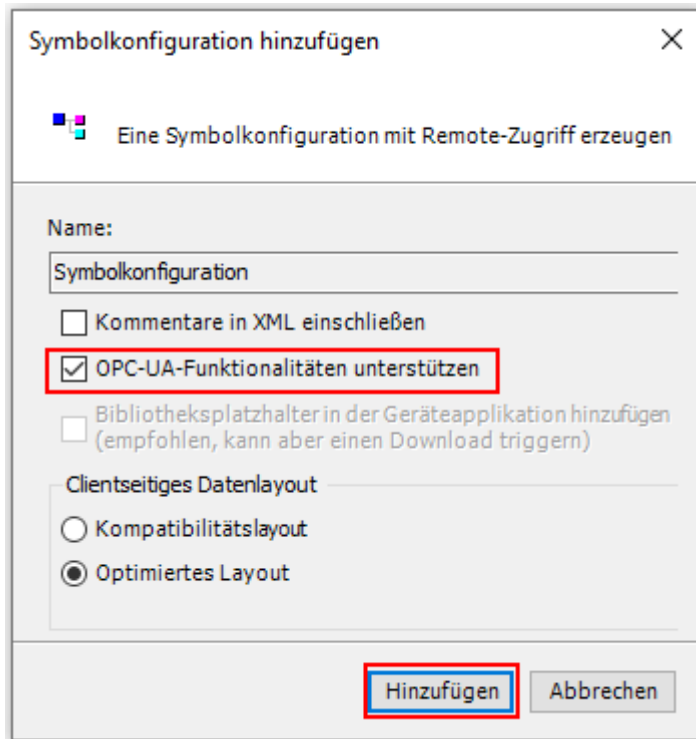 Symbolkonfiguration hinzufügen
Eine Symbolkonfiguration mit Remote-Zugriff erzeugen
Name:
Symbolkonfiguration
Kommentare in XML einschließen
OPC-UA-Funktionalitäten unterstützen
Bibliotheksplatzhalter in der Geräteapplikation hinzufügen
(empfohlen, kann aber einen Download triggern)
Clientseitiges Datenlayout
Kompatibilitätslayout
Optimiertes Layout
Hinzufügen Abbrechen